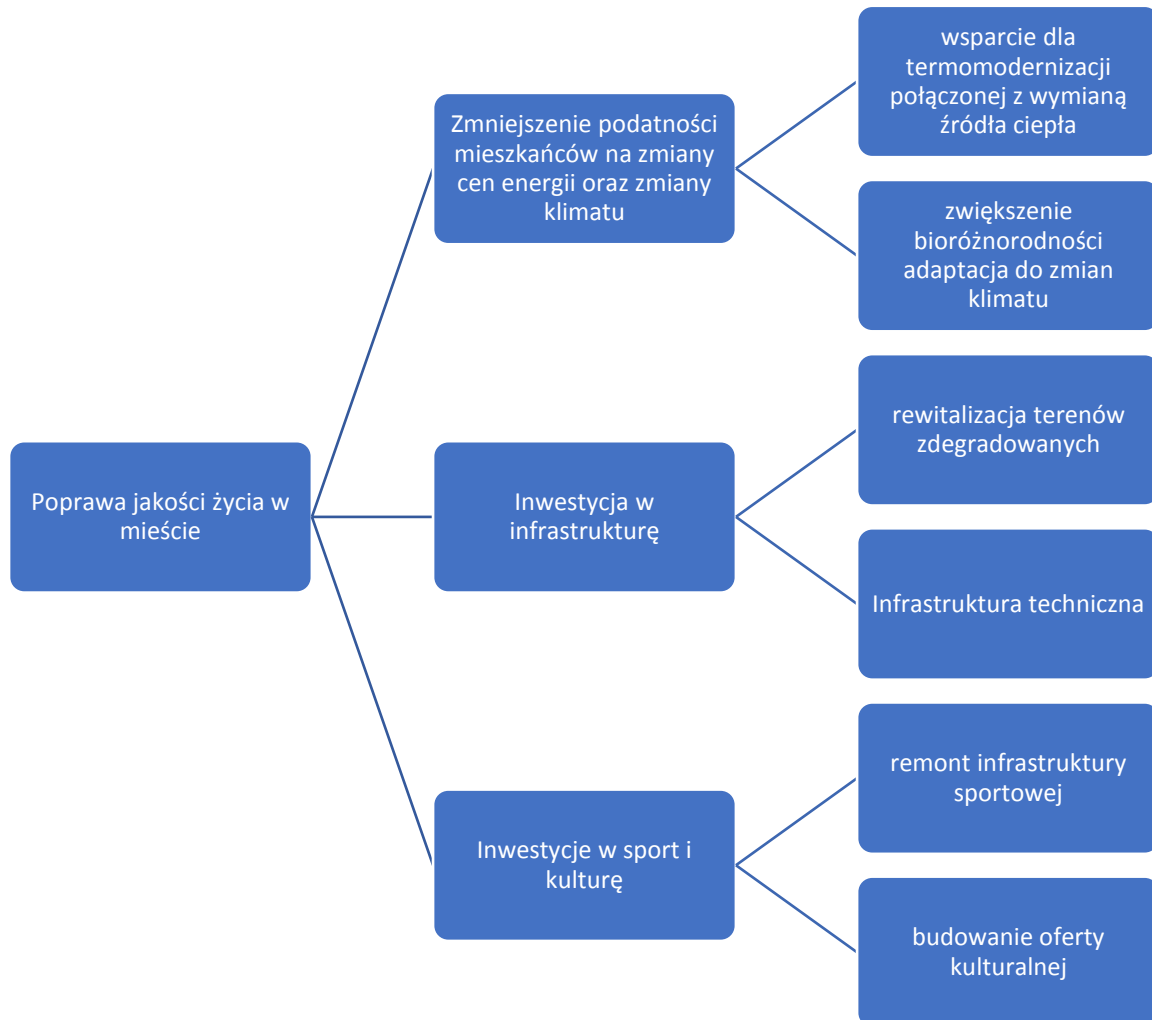 Poprawa jakości życia w
mieście
Zmniejszenie podatności
mieszkańców na zmiany
cen energii oraz zmiany
klimatu
wsparcie dla
termomodernizacji
połączonej z wymianą
źródła ciepła
zwiększenie
bioróżnorodności
adaptacja do zmian
klimatu
Inwestycja w
infrastrukturę
rewitalizacja terenów
zdegradowanych
Infrastruktura techniczna
Inwestycje w sport i
kulturę
remont infrastruktury
sportowej
budowanie oferty
kulturalnej